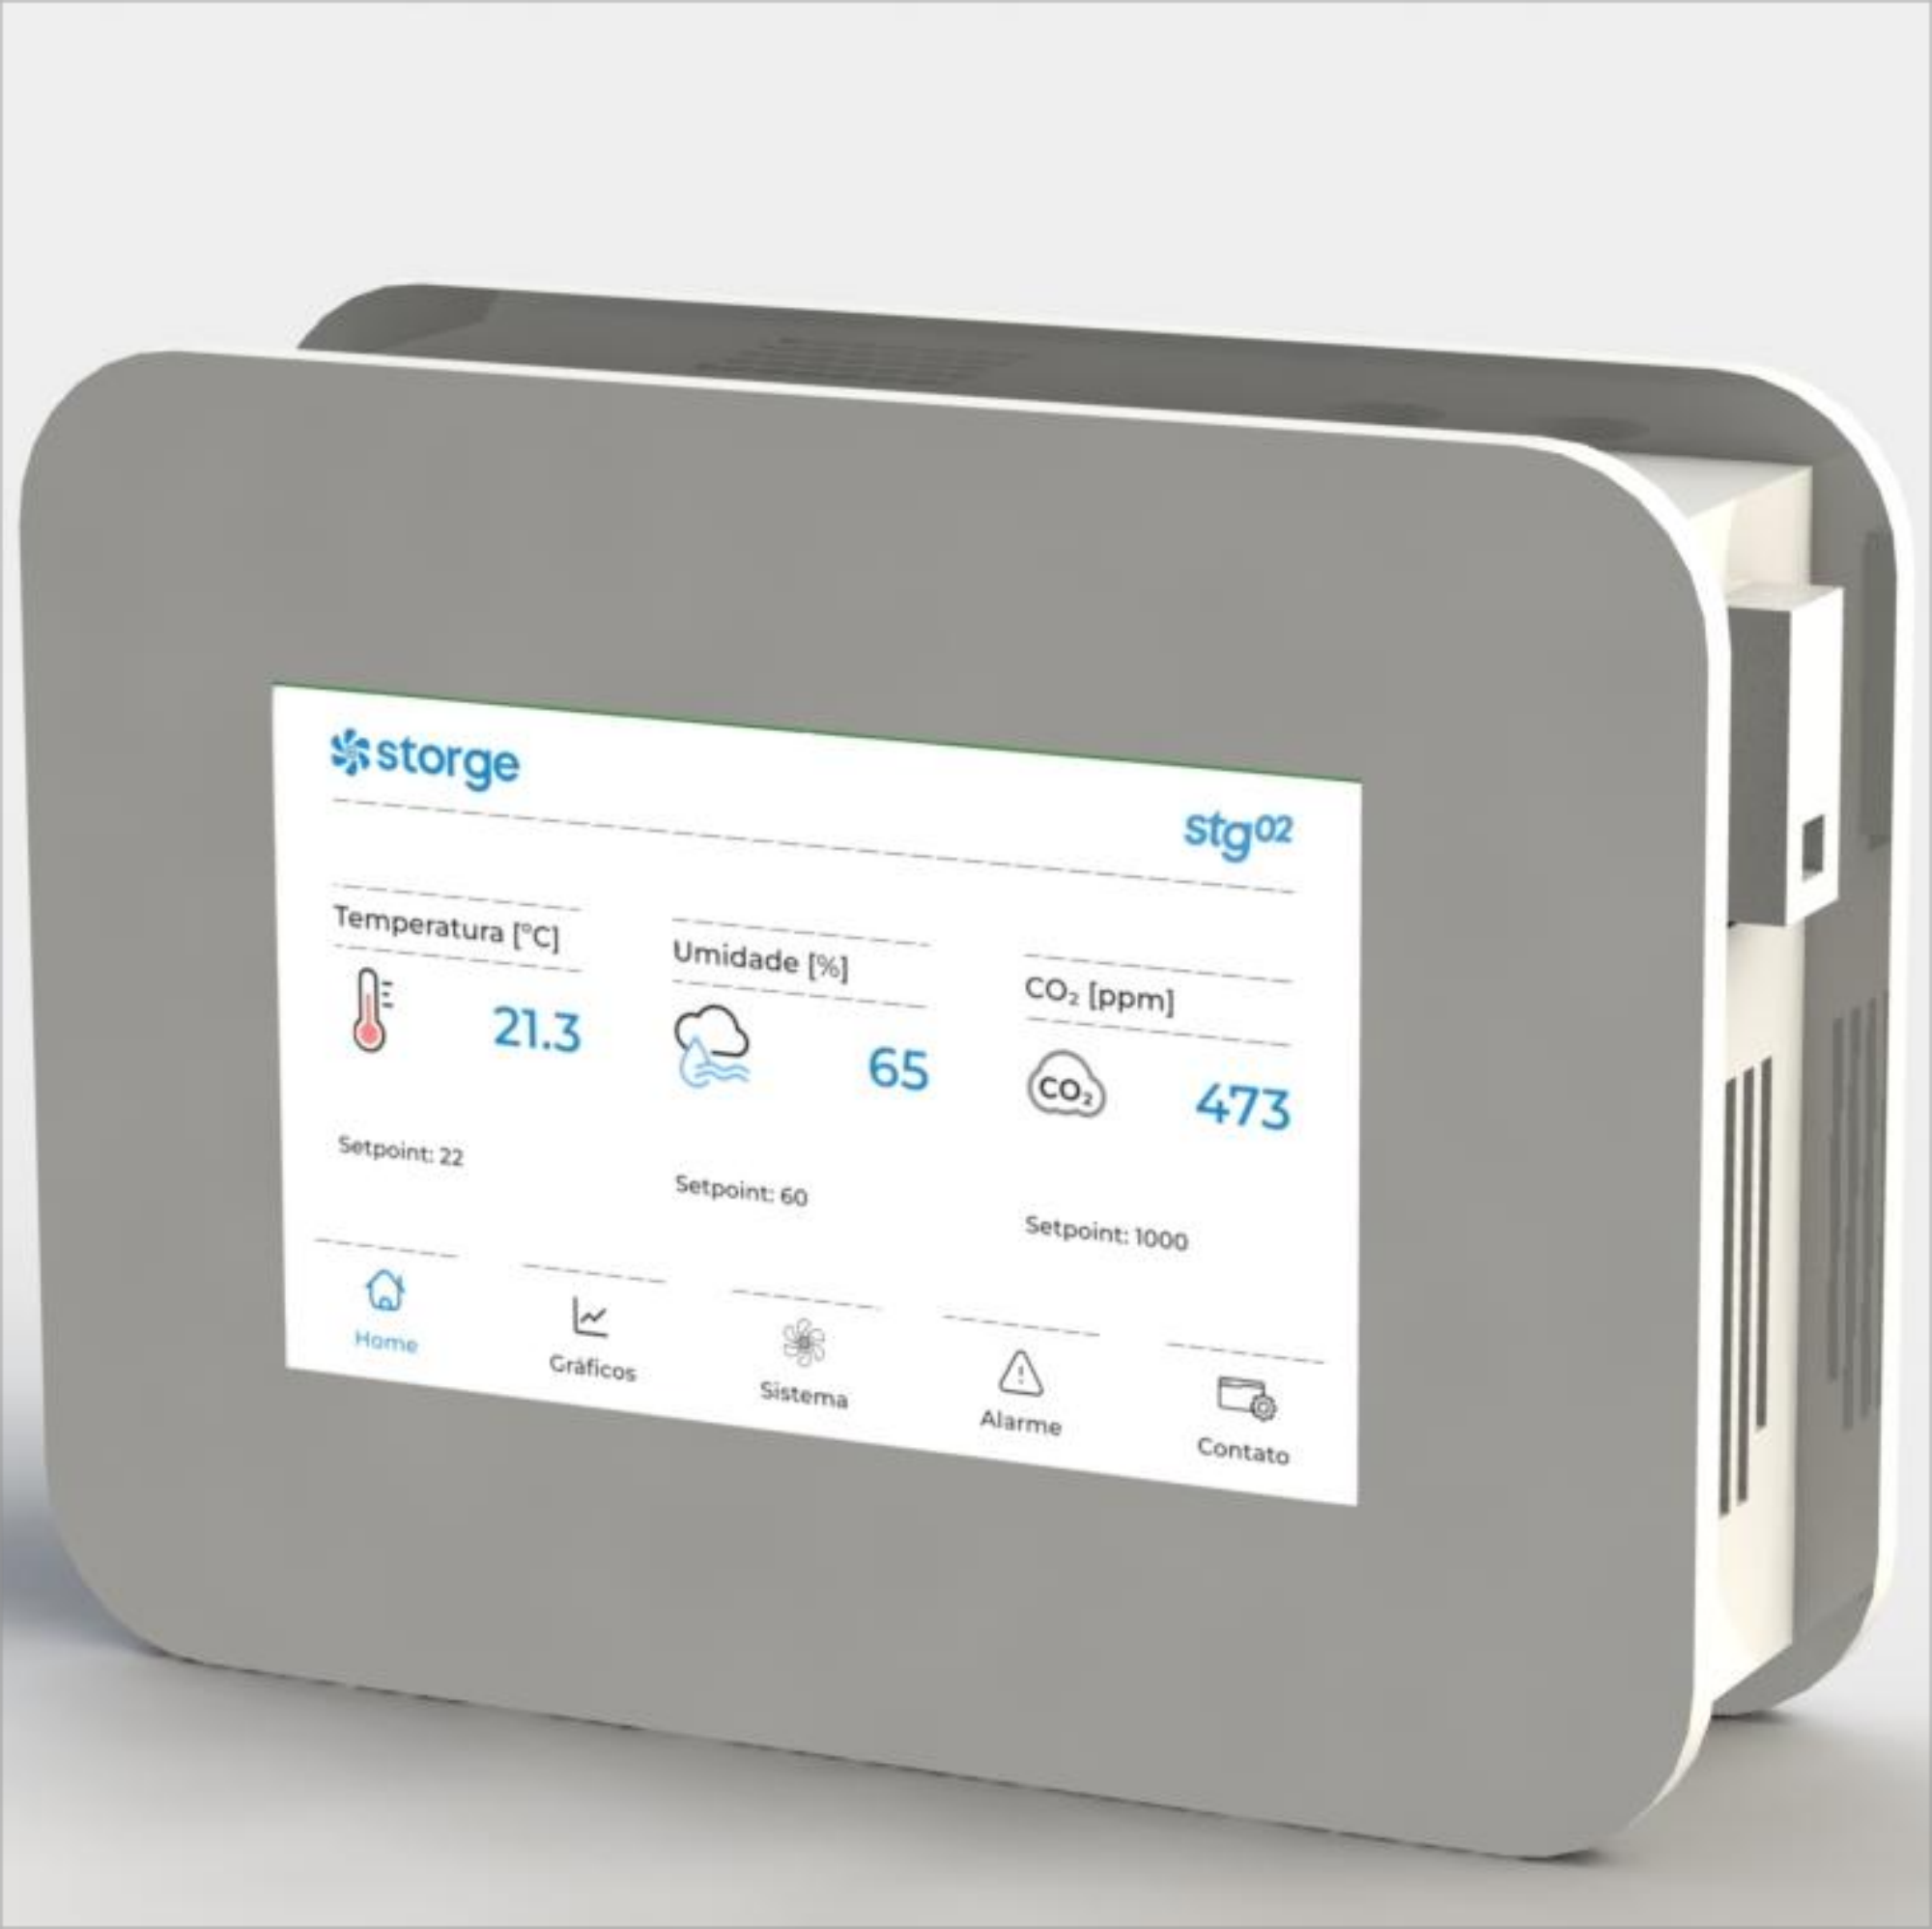 storge
stg02
Temperatura [°C]
Umidade [%]
CO₂ [ppm]
21.3
65
CO₂
473
Setpoint: 22
Setpoint: 60
Setpoint: 1000
Home
Gráficos
Sistema
Alarme
Contato